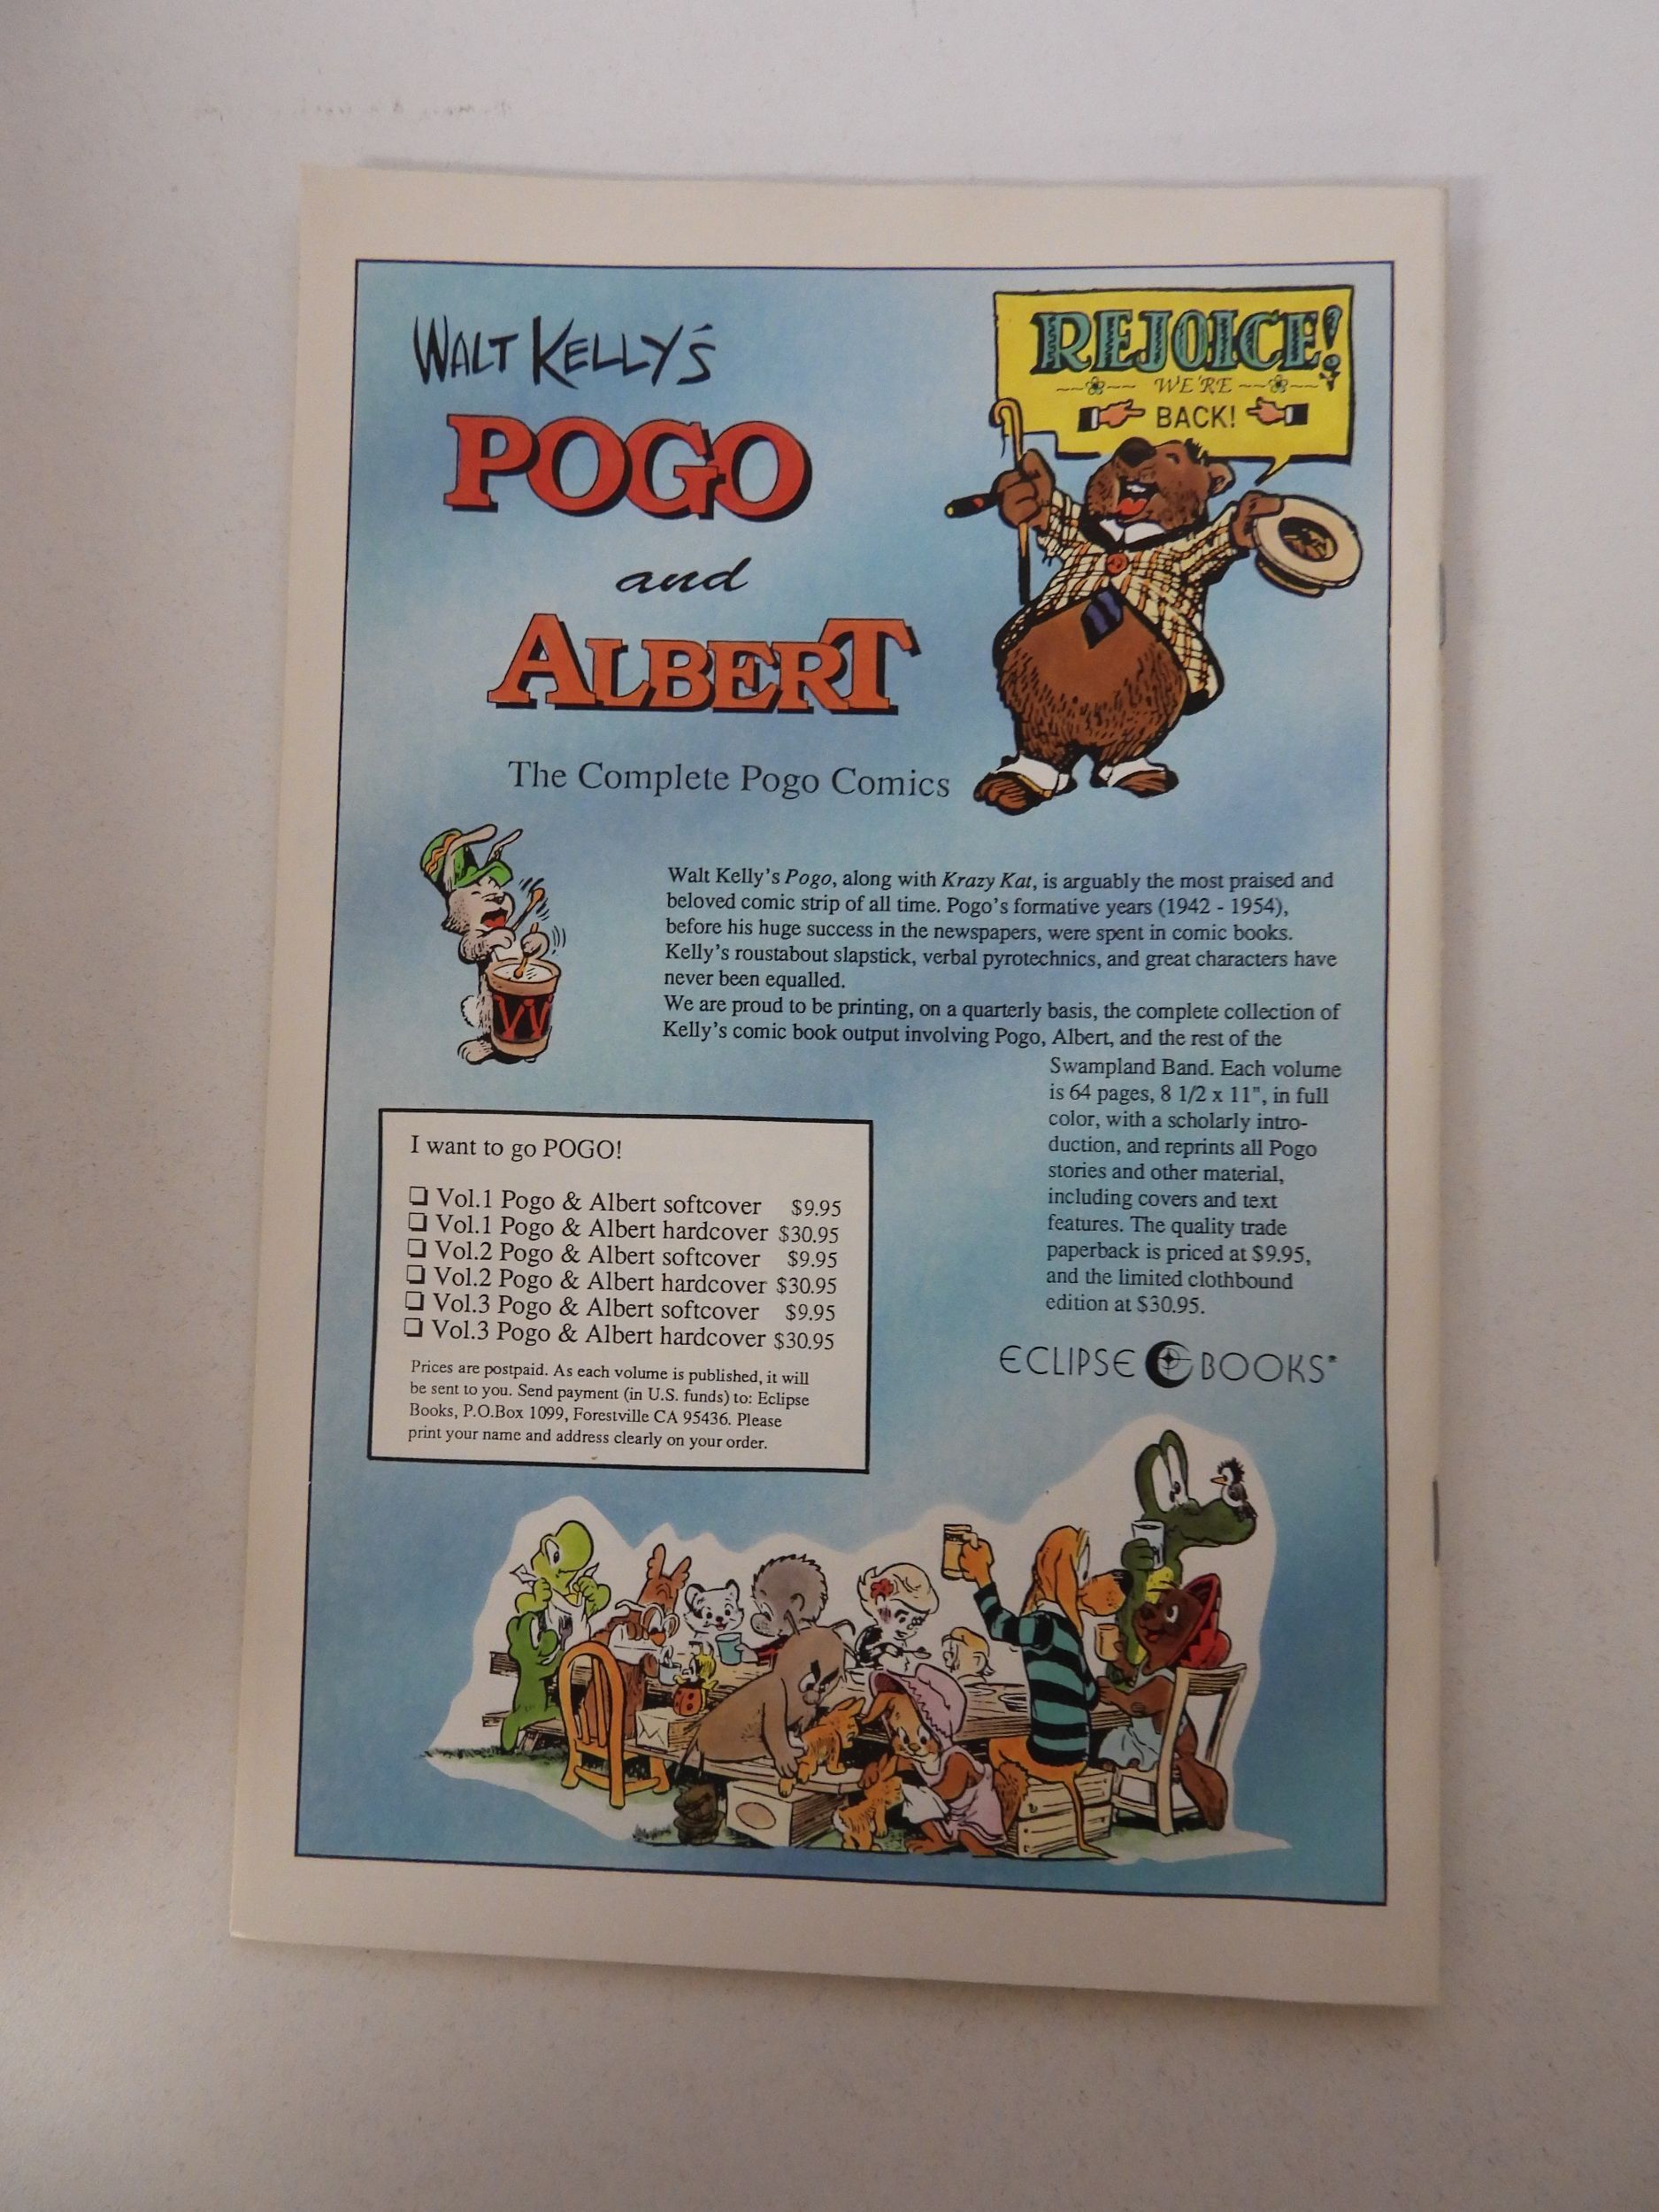 WALT KELLY'S
POGO
and
ALBERT
The Complete Pogo Comics
REJOICE!
WE'RE
BACK!
Walt Kelly's Pogo, along with Krazy Kat, is arguably the most praised and
beloved comic strip of all time. Pogo's formative years (1942 - 1954),
before his huge success in the newspapers, were spent in comic books.
Kelly's roustabout slapstick, verbal pyrotechnics, and great characters have
never been equalled.
We are proud to be printing, on a quarterly basis, the complete collection of
Kelly's comic book output involving Pogo, Albert, and the rest of the
Swampland Band. Each volume
is 64 pages, 8 1/2 x 11", in full
color, with a scholarly intro-
duction, and reprints all Pogo
stories and other material,
including covers and text
features. The quality trade
paperback is priced at $9.95,
and the limited clothbound
edition at $30.95.
ECLIPSE BOOKS*
I want to go POGO!
❏ Vol.1 Pogo & Albert softcover $9.95
❏ Vol.1 Pogo & Albert hardcover $30.95
❏ Vol.2 Pogo & Albert softcover $9.95
❏ Vol.2 Pogo & Albert hardcover $30.95
❏ Vol.3 Pogo & Albert softcover $9.95
❏ Vol.3 Pogo & Albert hardcover $30.95
Prices are postpaid. As each volume is published, it will
be sent to you. Send payment (in U.S. funds) to: Eclipse
Books, P.O.Box 1099, Forestville CA 95436. Please
print your name and address clearly on your order.